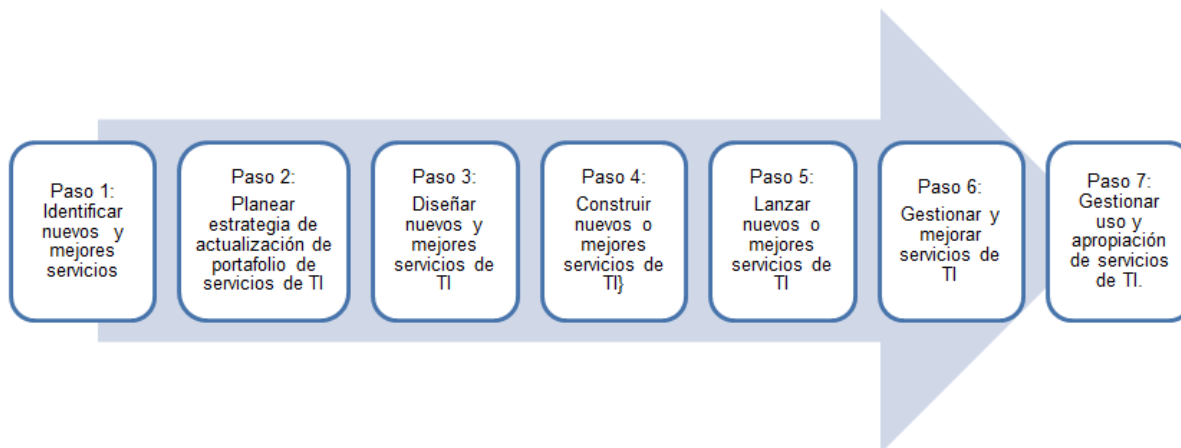 Paso 1:
Identificar
nuevos y
mejores
servicios
Paso 2:
Planear
estrategia de
actualización de
portafolio de
servicios de TI
Paso 3:
Diseñar
nuevos y
mejores
servicios de
TI
Paso 4:
Construir
nuevos o
mejores
servicios de
TI}
Paso 5:
Lanzar
nuevos o
mejores
servicios de
TI
Paso 6:
Gestionar y
mejorar
servicios de
TI
Paso 7:
Gestionar
uso y
apropiación
de servicios
de TI.